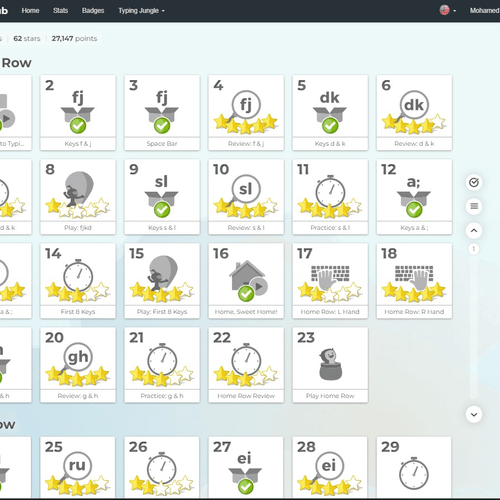 ub Home Stats Badges Typing Jungle Mohamed
s 62 stars 27,147 points
Row
2 3 4 5 6
fj fj fj dk dk
to Typi... Keys f & j Space Bar Review: f & j Keys d & k Review: d & k
8 9 10 11 12
sl sl a;
d & k Play: fjkd Keys s & l Review: s & l Practice: s & l Keys a & ;
14 15 16 17 18
a & ; First 8 Keys Play: First 8 Keys Home, Sweet Home! Home Row: L Hand Home Row: R Hand
20 21 22 23
h gh
g & h Review: g & h Practice: g & h Home Row Review Play Home Row
1
ow
25 26 27 28 29
ru ei ei